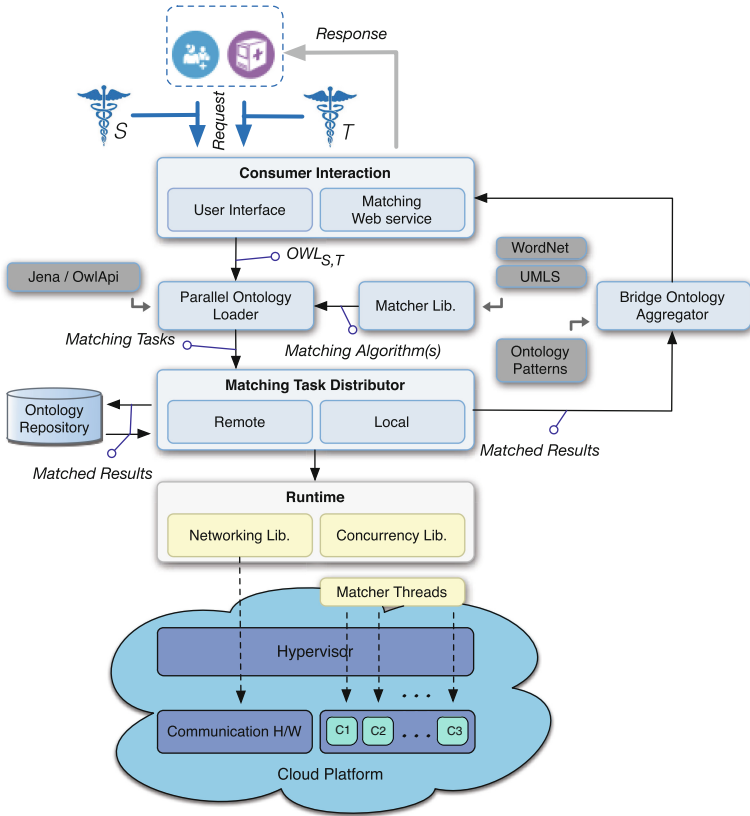 Response
Request
S
T
Consumer Interaction
User Interface
Matching
Web service
OWL S,T
WordNet
UMLS
Jena / OwlApi
Parallel Ontology
Loader
Matcher Lib.
Bridge Ontology
Aggregator
Matching Tasks
Matching Algorithm(s)
Ontology
Patterns
Matching Task Distributor
Ontology
Repository
Remote
Local
Matched Results
Matched Results
Runtime
Networking Lib.
Concurrency Lib.
Matcher Threads
Hypervisor
. . .
Communication H/W
C1
C2
. . .
C3
Cloud Platform